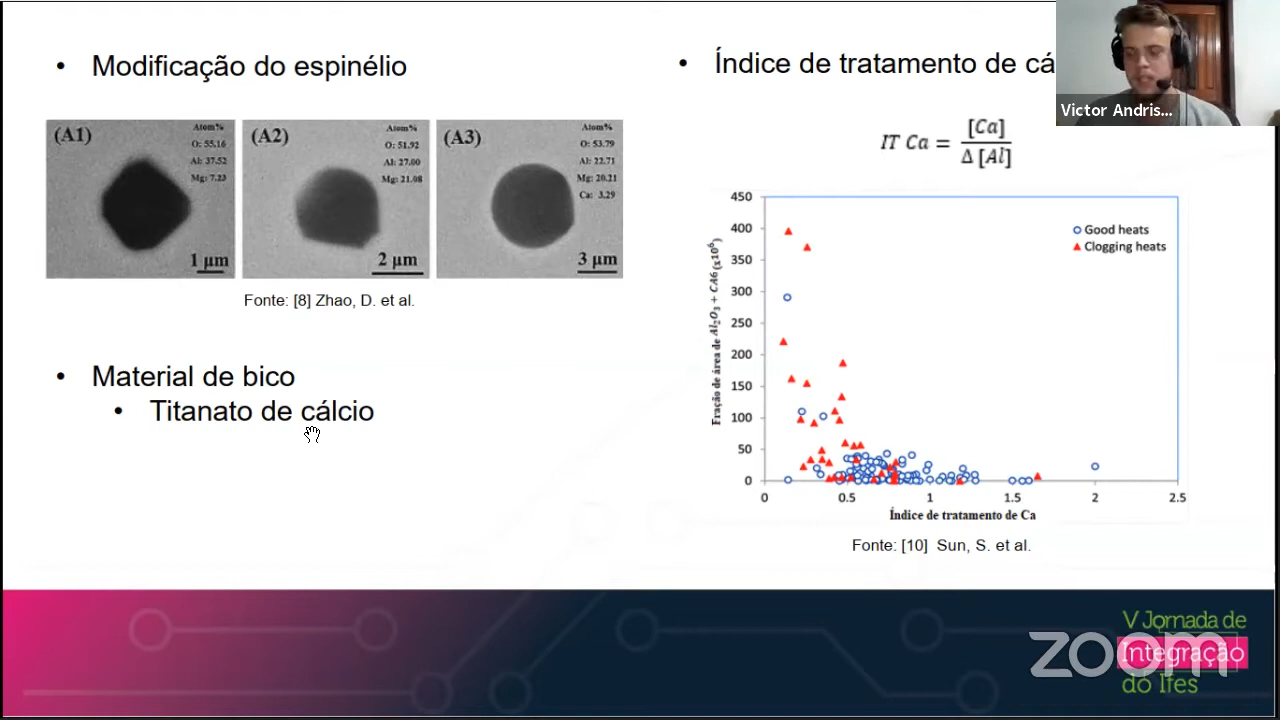 • Modificação do espinélio
(A1)
Atom%
O: 55.16
Al: 37.52
Mg: 7.23
1 μm
(A2)
Atom%
O: 51.92
Al: 27.00
Mg: 21.08
2 μm
(A3)
Atom%
O: 53.79
Al: 22.71
Mg: 20.21
Ca: 3.29
3 μm
Fonte: [8] Zhao, D. et al.
• Material de bico
• Titanato de cálcio
• Índice de tratamento de cá
Victor Andris...
IT Ca = [Ca] / Δ [Al]
Fração de área de Al2O3 + CA6 (x10^6)
450
400
350
300
250
200
150
100
50
0
Good heats
Clogging heats
0 0.5 1 1.5 2 2.5
Índice de tratamento de Ca
Fonte: [10] Sun, S. et al.
V Jornada de
Integração
do Ifes
zoom